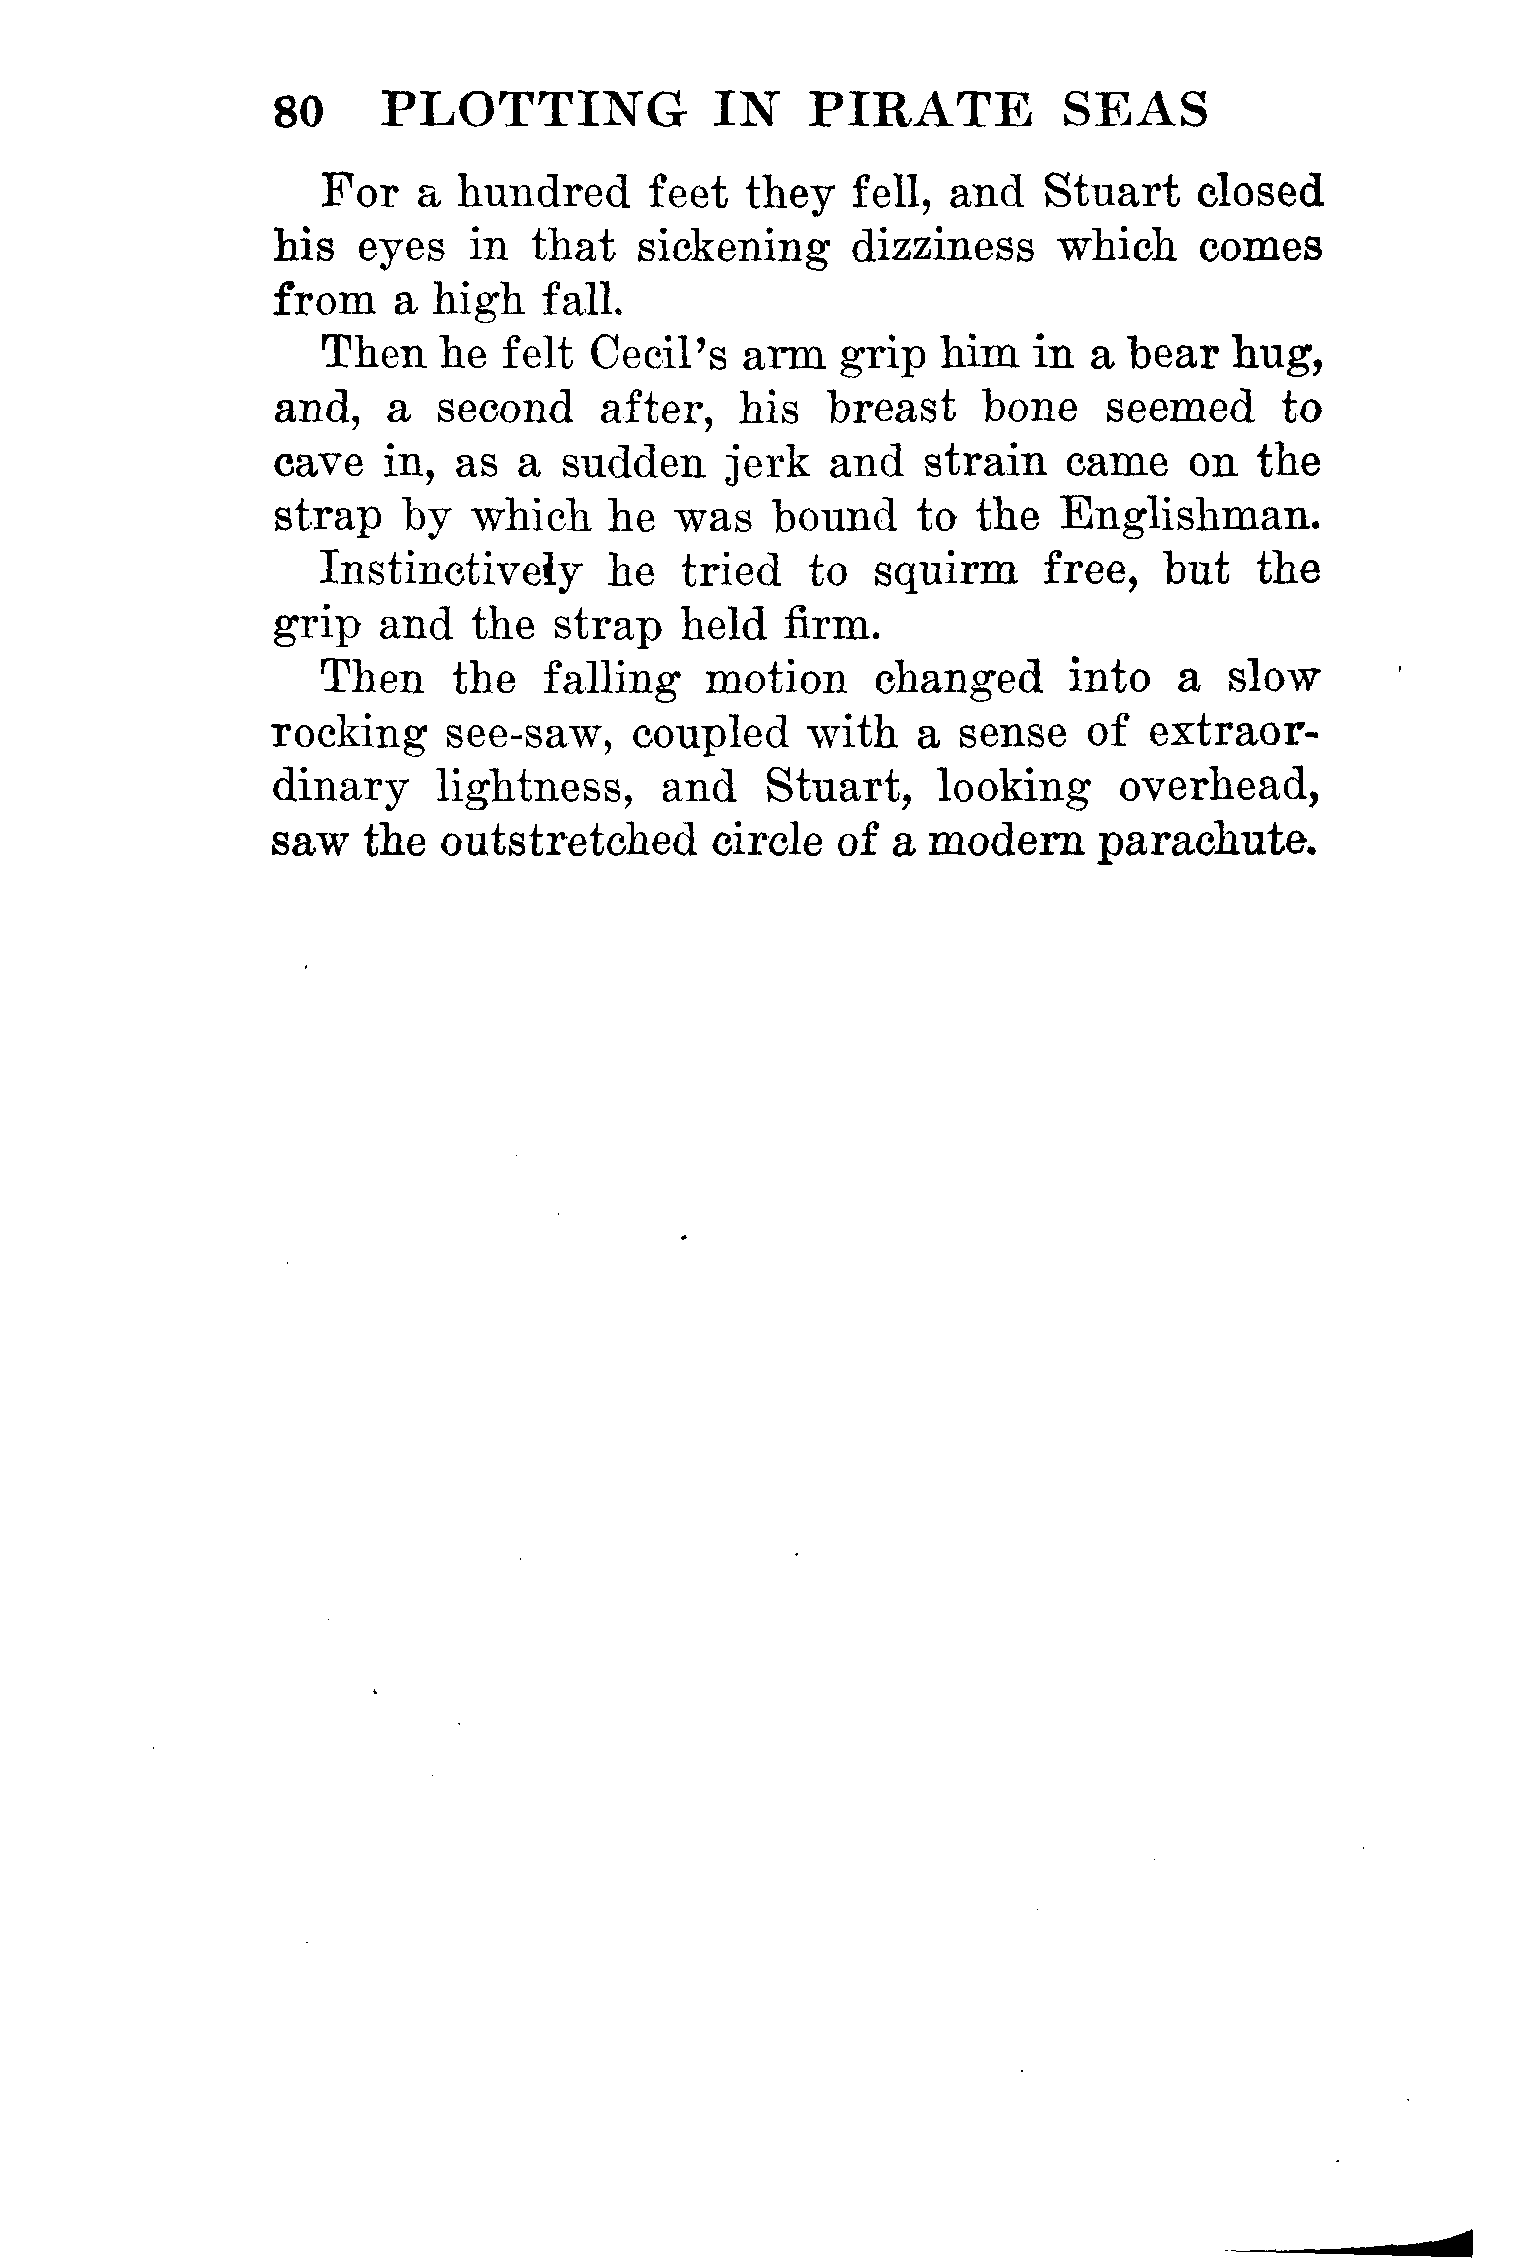 80 PLOTTING IN PIRATE SEAS
For a hundred feet they fell, and Stuart closed
his eyes in that sickening dizziness which comes
from a high fall.
Then he felt Cecil's arm grip him in a bear hug,
and, a second after, his breast bone seemed to
cave in, as a sudden jerk and strain came on the
strap by which he was bound to the Englishman.
Instinctively he tried to squirm free, but the
grip and the strap held firm.
Then the falling motion changed into a slow
rocking see-saw, coupled with a sense of extraor-
dinary lightness, and Stuart, looking overhead,
saw the outstretched circle of a modern parachute.